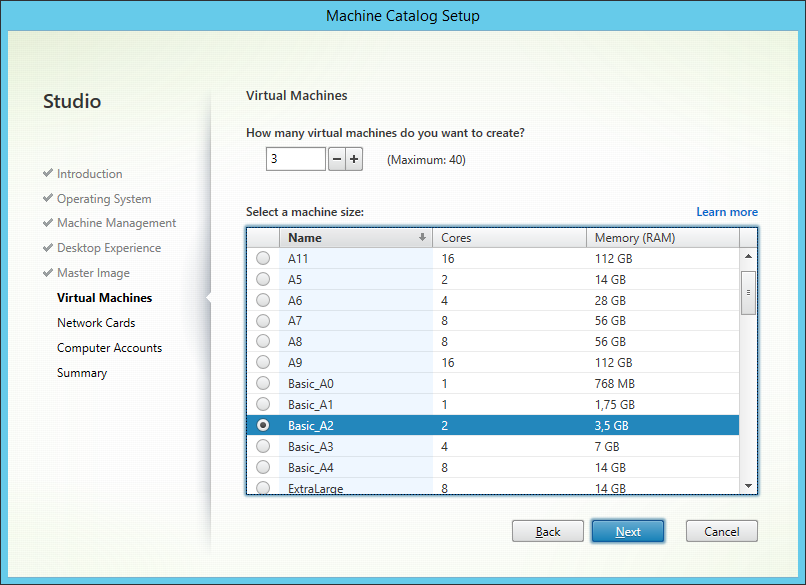 Machine Catalog Setup
Studio
Introduction
Operating System
Machine Management
Desktop Experience
Master Image
Virtual Machines
Network Cards
Computer Accounts
Summary
Virtual Machines
How many virtual machines do you want to create?
3 (Maximum: 40)
Select a machine size: Learn more
Name Cores Memory (RAM)
A11 16 112 GB
A5 2 14 GB
A6 4 28 GB
A7 8 56 GB
A8 8 56 GB
A9 16 112 GB
Basic_A0 1 768 MB
Basic_A1 1 1,75 GB
Basic_A2 2 3,5 GB
Basic_A3 4 7 GB
Basic_A4 8 14 GB
ExtraLarge 8 14 GB
Back Next Cancel